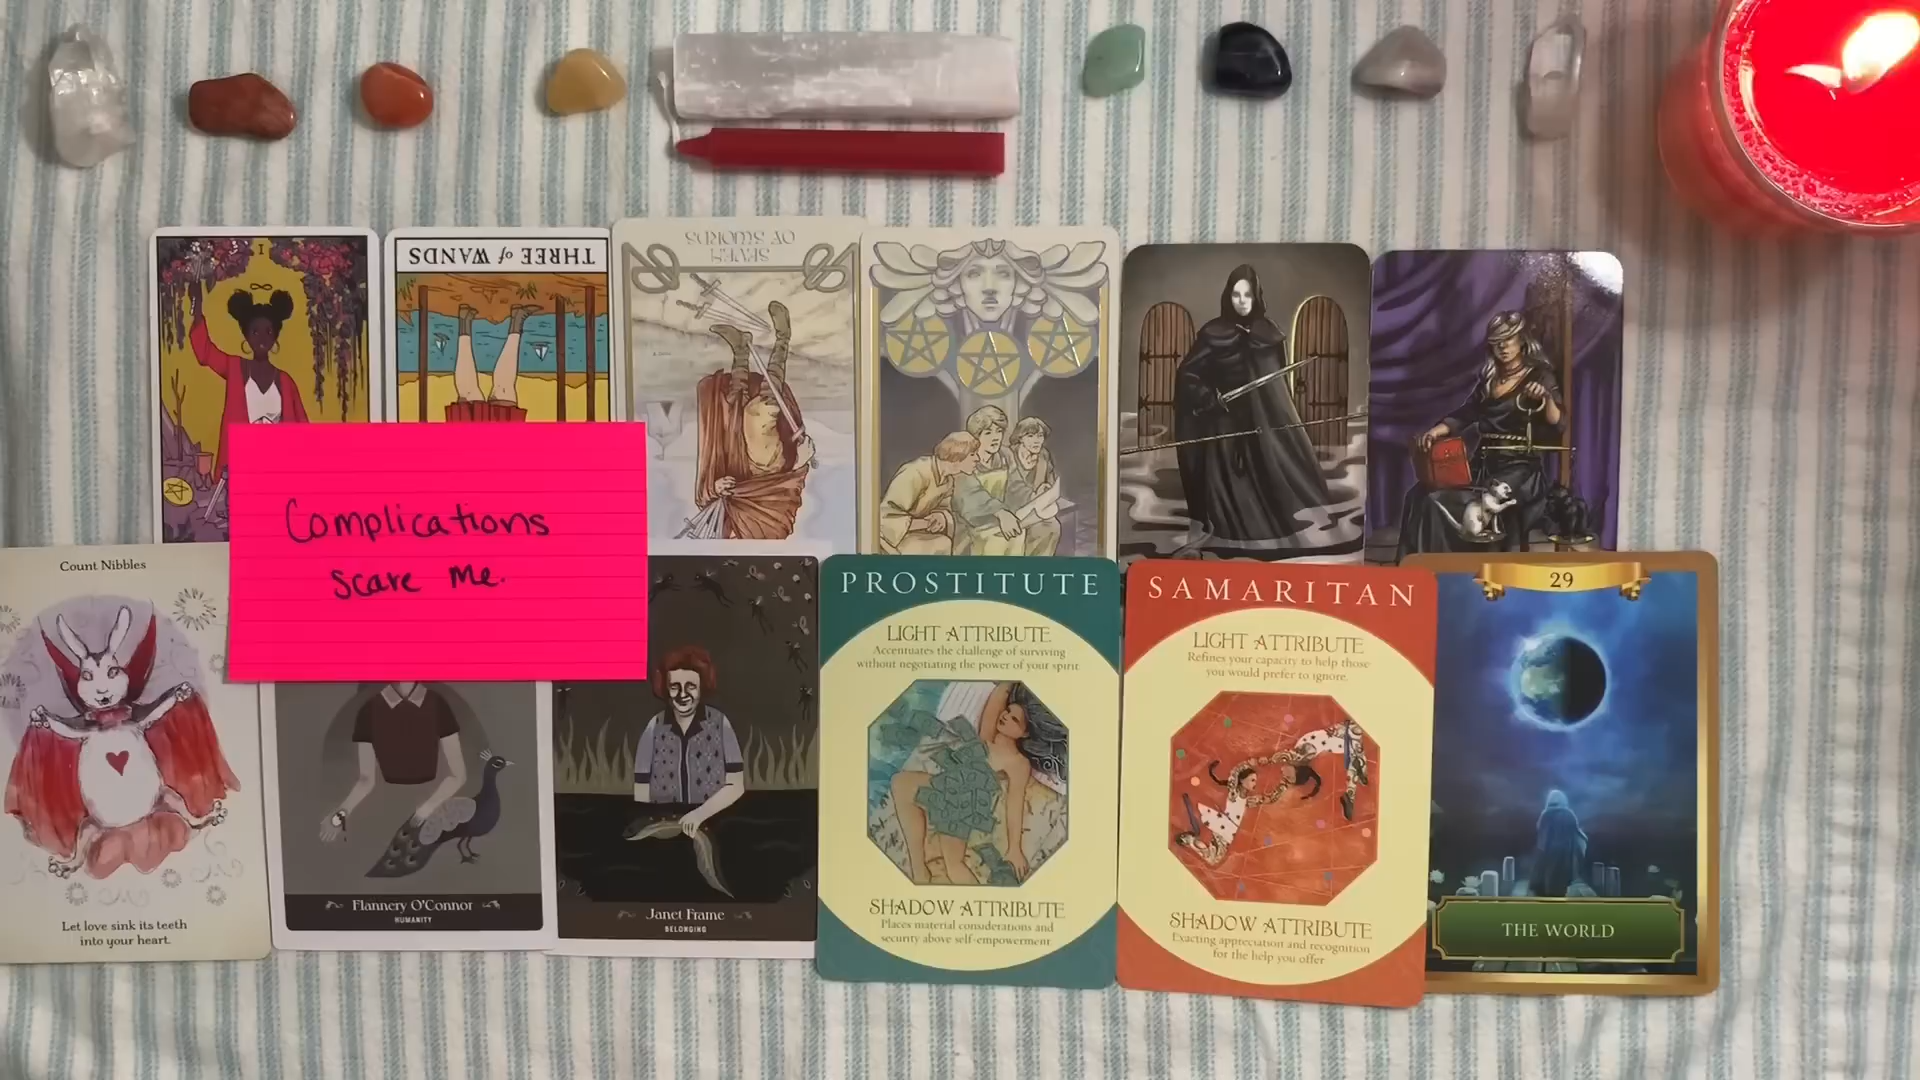 I
THREE of WANDS
SEVEN
OF SWORDS
Complications
scare me.
Count Nibbles
Let love sink its teeth
into your heart.
Flannery O'Connor
HUMANITY
Janet Frame
BELONGING
PROSTITUTE
LIGHT ATTRIBUTE
Accentuates the challenge of surviving
without negotiating the power of your spirit
SHADOW ATTRIBUTE
Places material considerations and
security above self-empowerment
SAMARITAN
LIGHT ATTRIBUTE
Refines your capacity to help those
you would prefer to ignore.
SHADOW ATTRIBUTE
Exacting appreciation and recognition
for the help you offer
29
THE WORLD